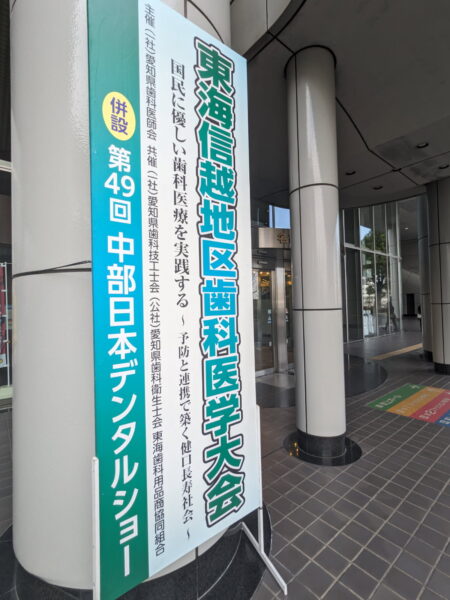 東海信越地区歯科医学大会
国民に優しい歯科医療を実践する ~ 予防と連携で築く健口長寿社会 ~
主催(一社)愛知県歯科医師会 共催(一社)愛知県歯科技工士会 (公社)愛知県歯科衛生士会 東海歯科用品商協同組合
併設 第49回 中部日本デンタルショー